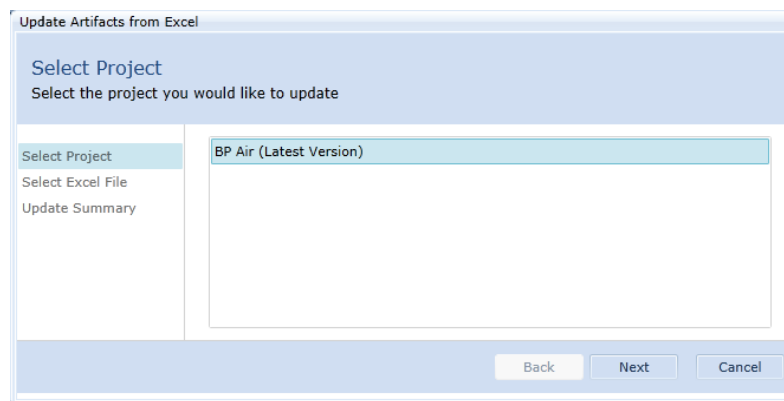 Update Artifacts from Excel
Select Project
Select the project you would like to update
Select Project
Select Excel File
Update Summary
BP Air (Latest Version)
Back
Next
Cancel